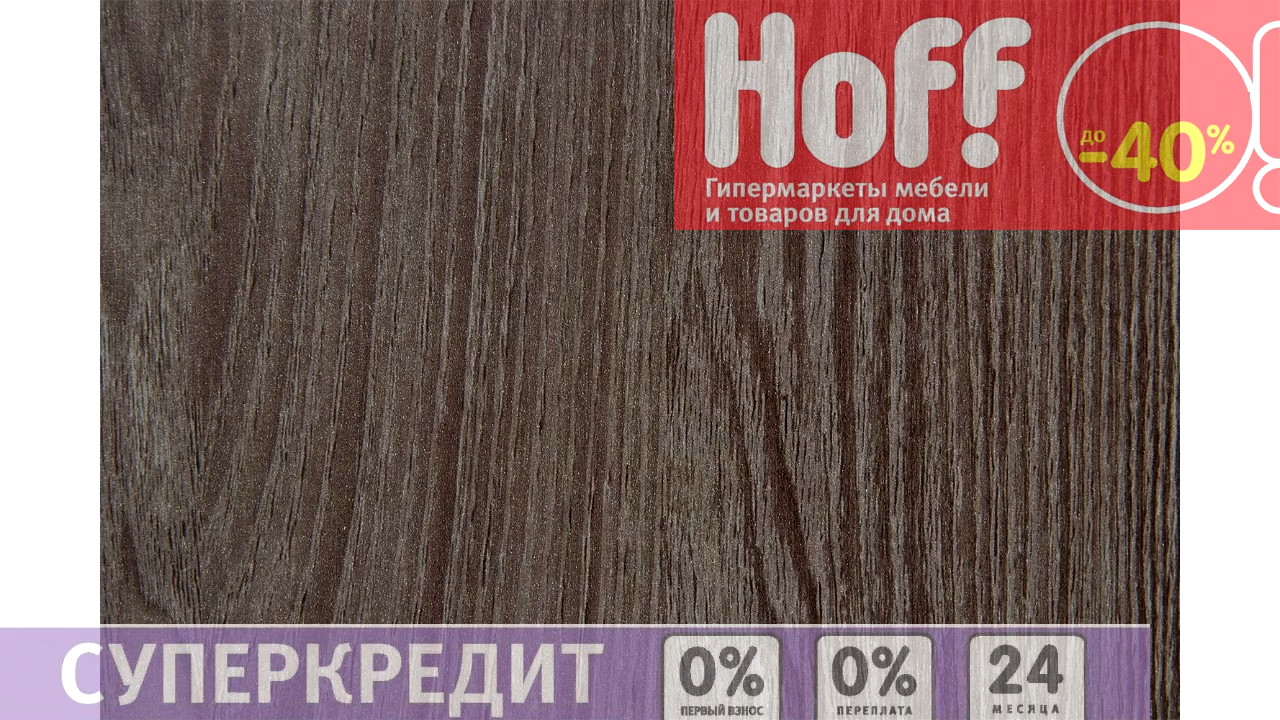 Hoff
Гипермаркеты мебели
и товаров для дома
до
-40%
СУПЕРКРЕДИТ
0%
ПЕРВЫЙ ВЗНОС
0%
ПЕРЕПЛАТА
24
МЕСЯЦА